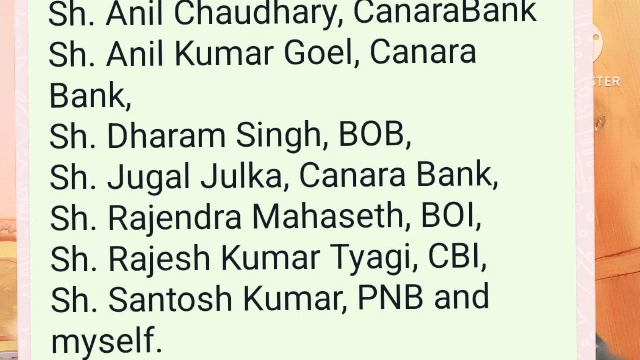 Sh. Anil Chaudhary, CanaraBank
Sh. Anil Kumar Goel, Canara
Bank,
Sh. Dharam Singh, BOB,
Sh. Jugal Julka, Canara Bank,
Sh. Rajendra Mahaseth, BOI,
Sh. Rajesh Kumar Tyagi, CBI,
Sh. Santosh Kumar, PNB and
myself.